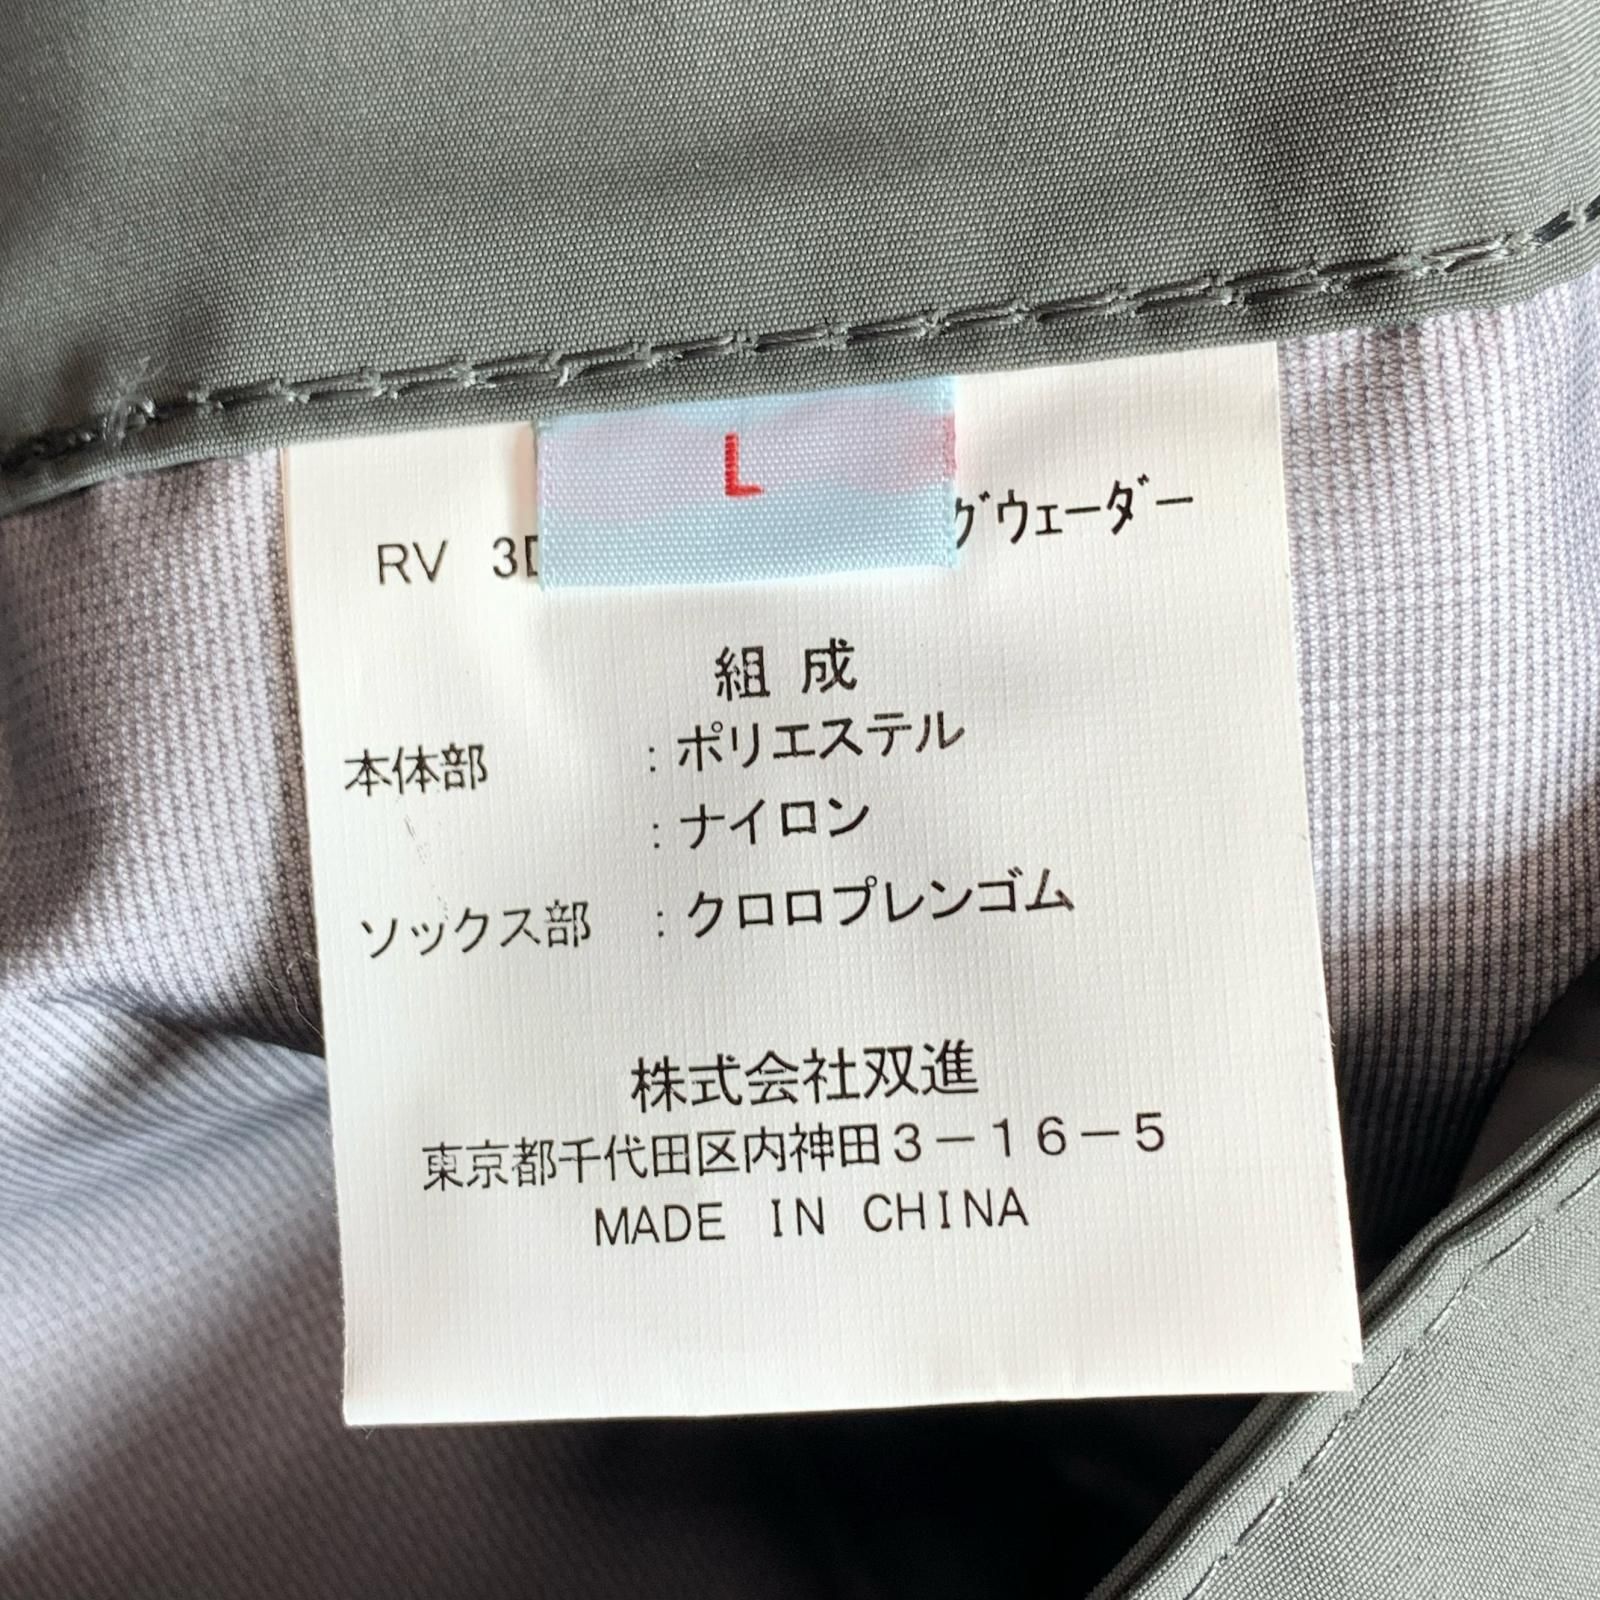 L
RV 3D グウェーダー
組成
本体部 : ポリエステル
: ナイロン
ソックス部 : クロロプレンゴム
株式会社双進
東京都千代田区内神田3-16-5
MADE IN CHINA